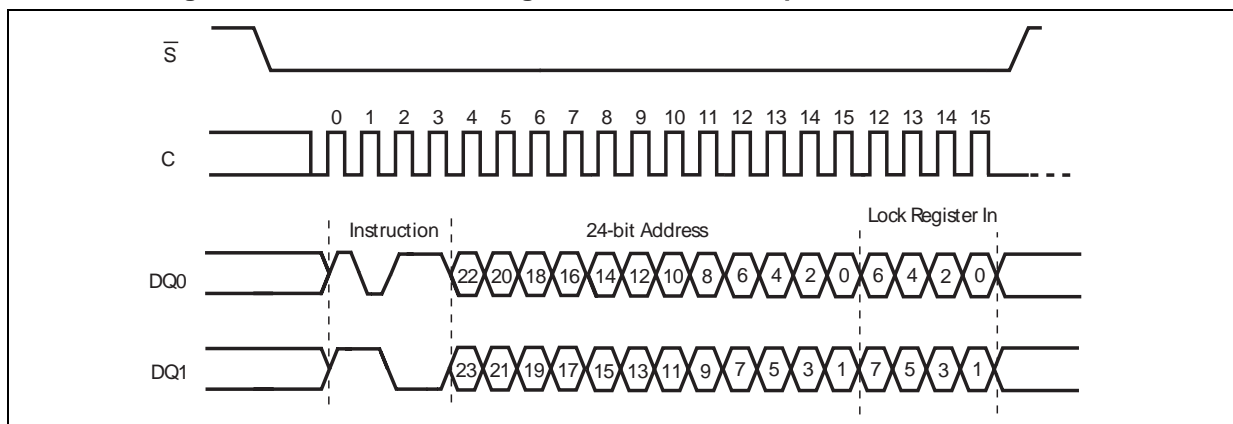 S
0 1 2 3 4 5 6 7 8 9 10 11 12 13 14 15 12 13 14 15
C
Lock Register In
Instruction 24-bit Address
DQ0 22 20 18 16 14 12 10 8 6 4 2 0 6 4 2 0
DQ1 23 21 19 17 15 13 11 9 7 5 3 1 7 5 3 1